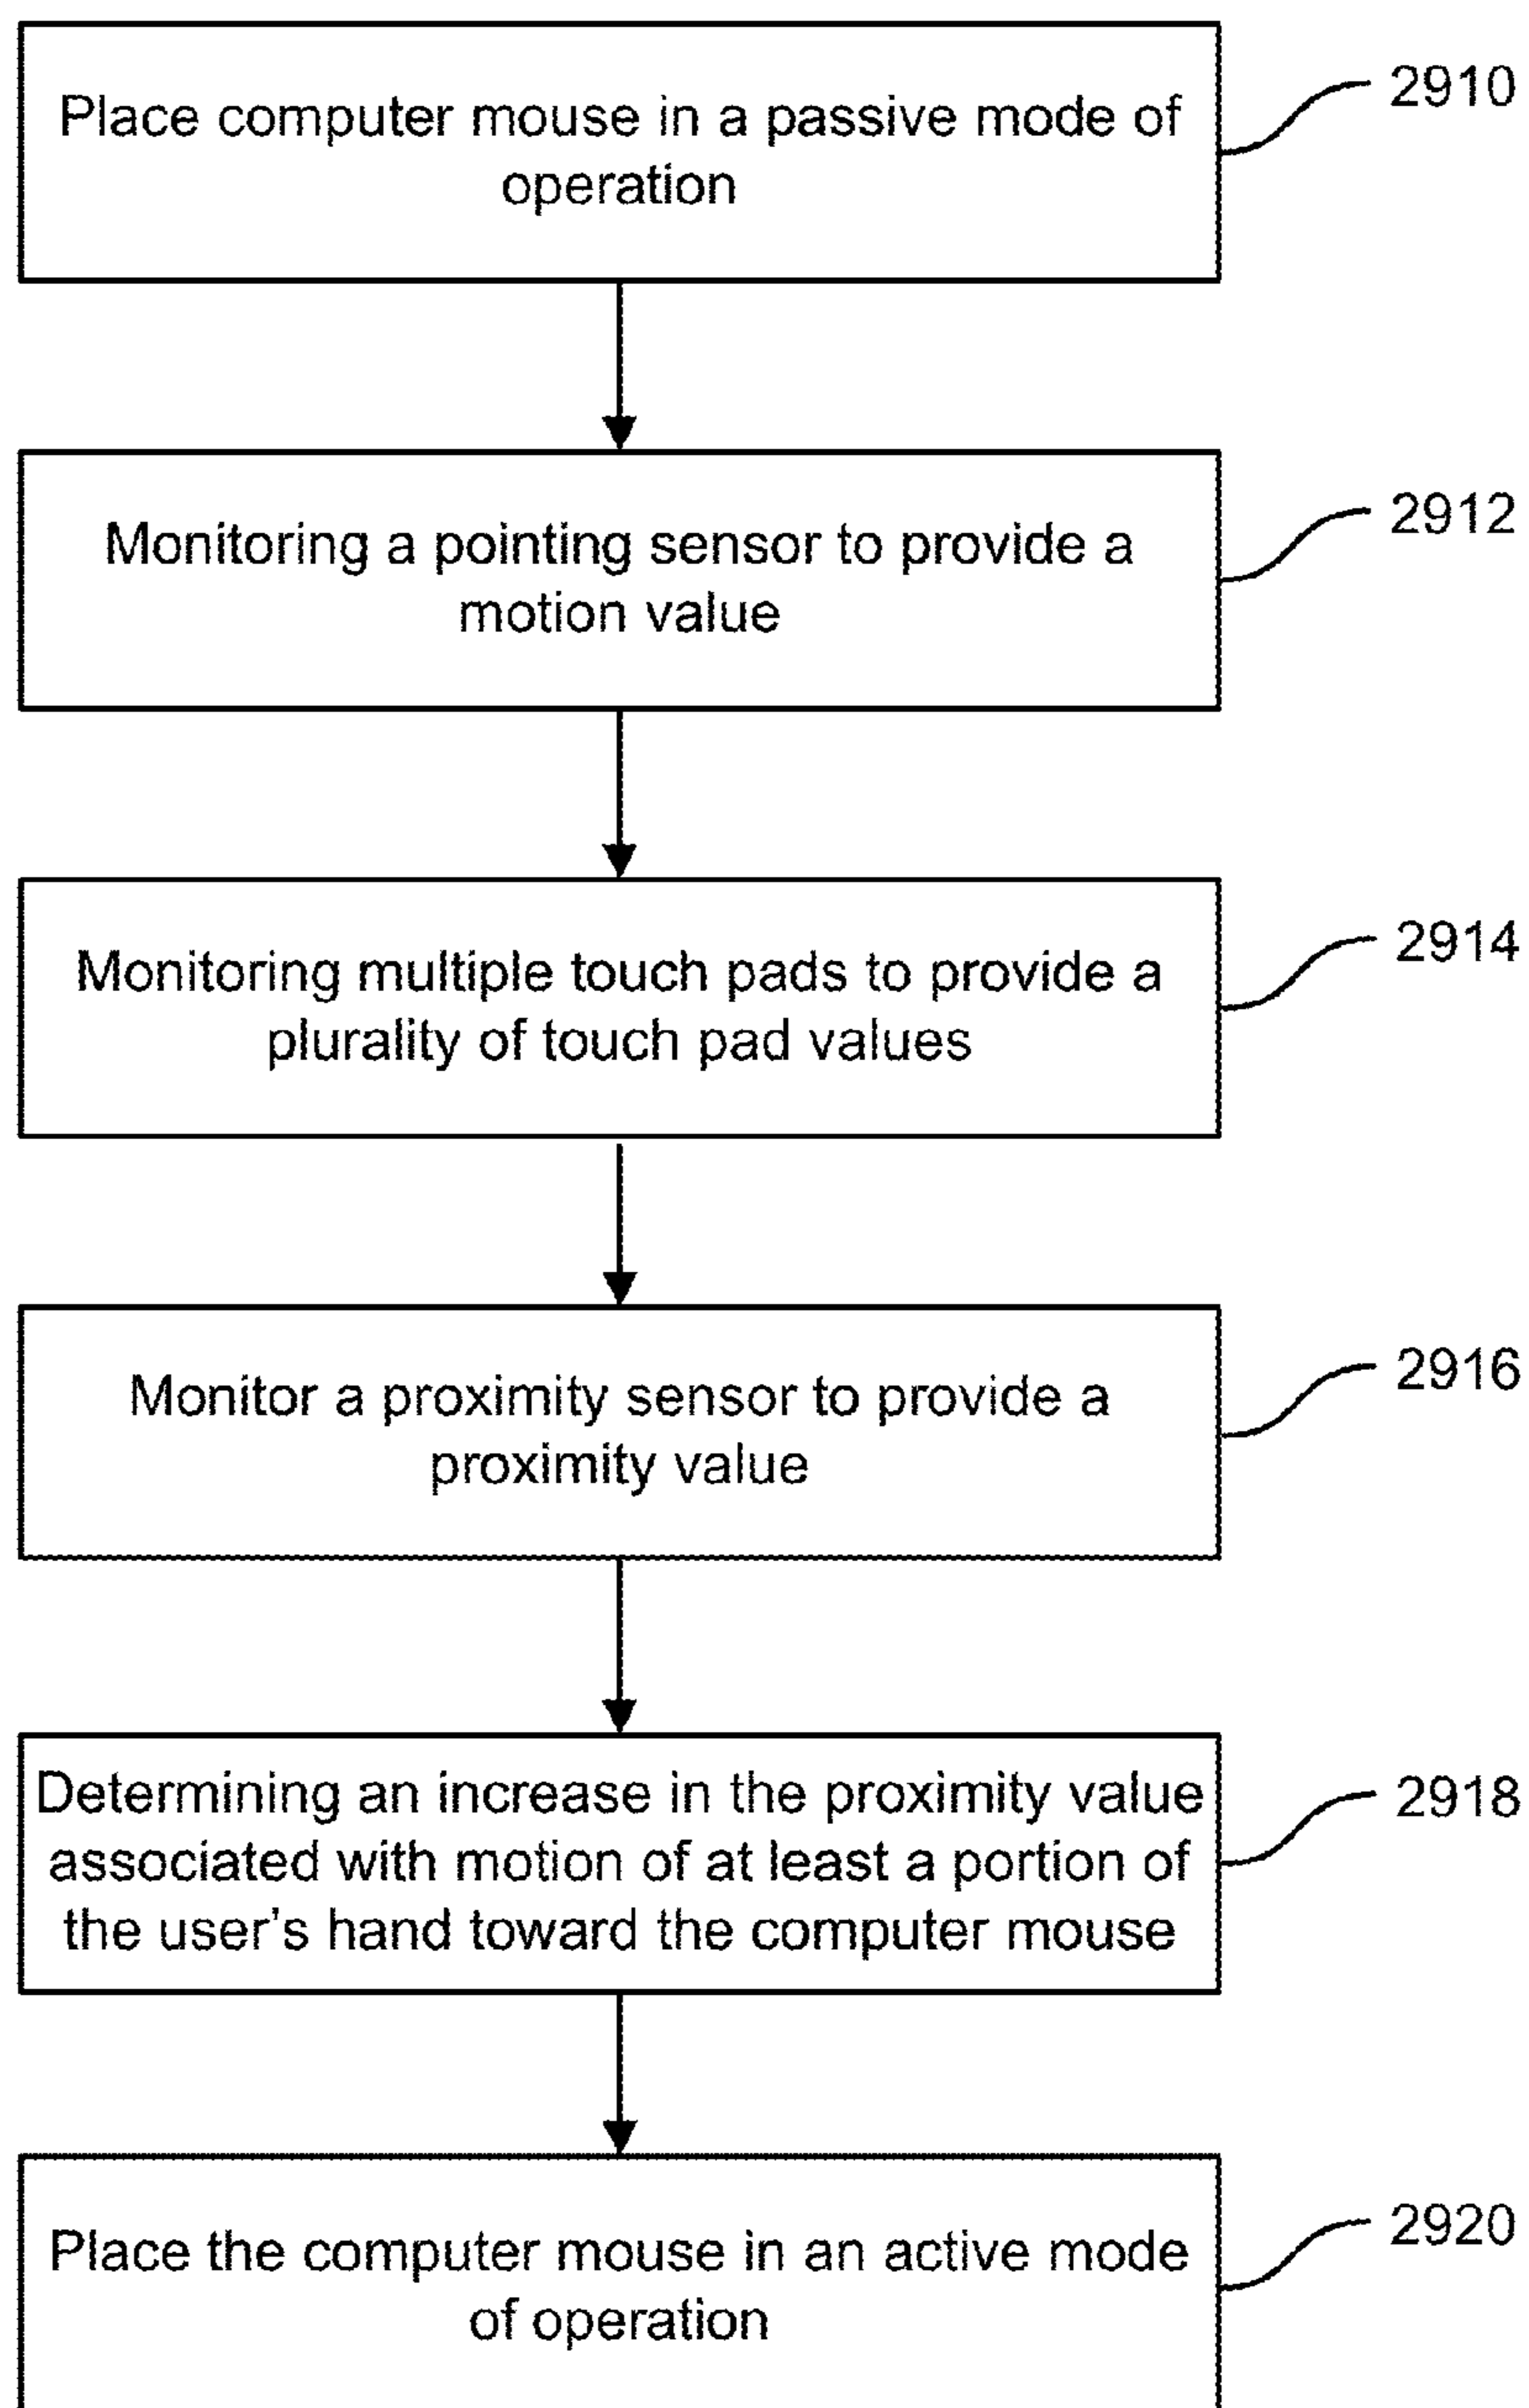 Place computer mouse in a passive mode of
operation
2910
Monitoring a pointing sensor to provide a
motion value
2912
Monitoring multiple touch pads to provide a
plurality of touch pad values
2914
Monitor a proximity sensor to provide a
proximity value
2916
Determining an increase in the proximity value
associated with motion of at least a portion of
the user's hand toward the computer mouse
2918
Place the computer mouse in an active mode
of operation
2920